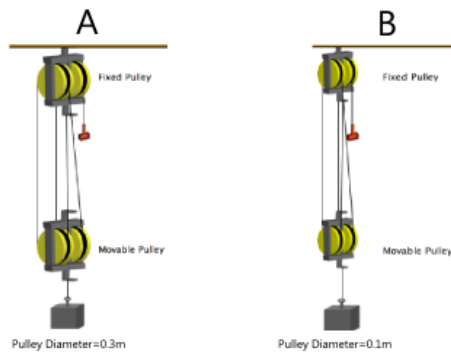 A
B
Fixed Pulley
Fixed Pulley
Movable Pulley
Movable Pulley
Pulley Diameter=0.3m
Pulley Diameter=0.1m